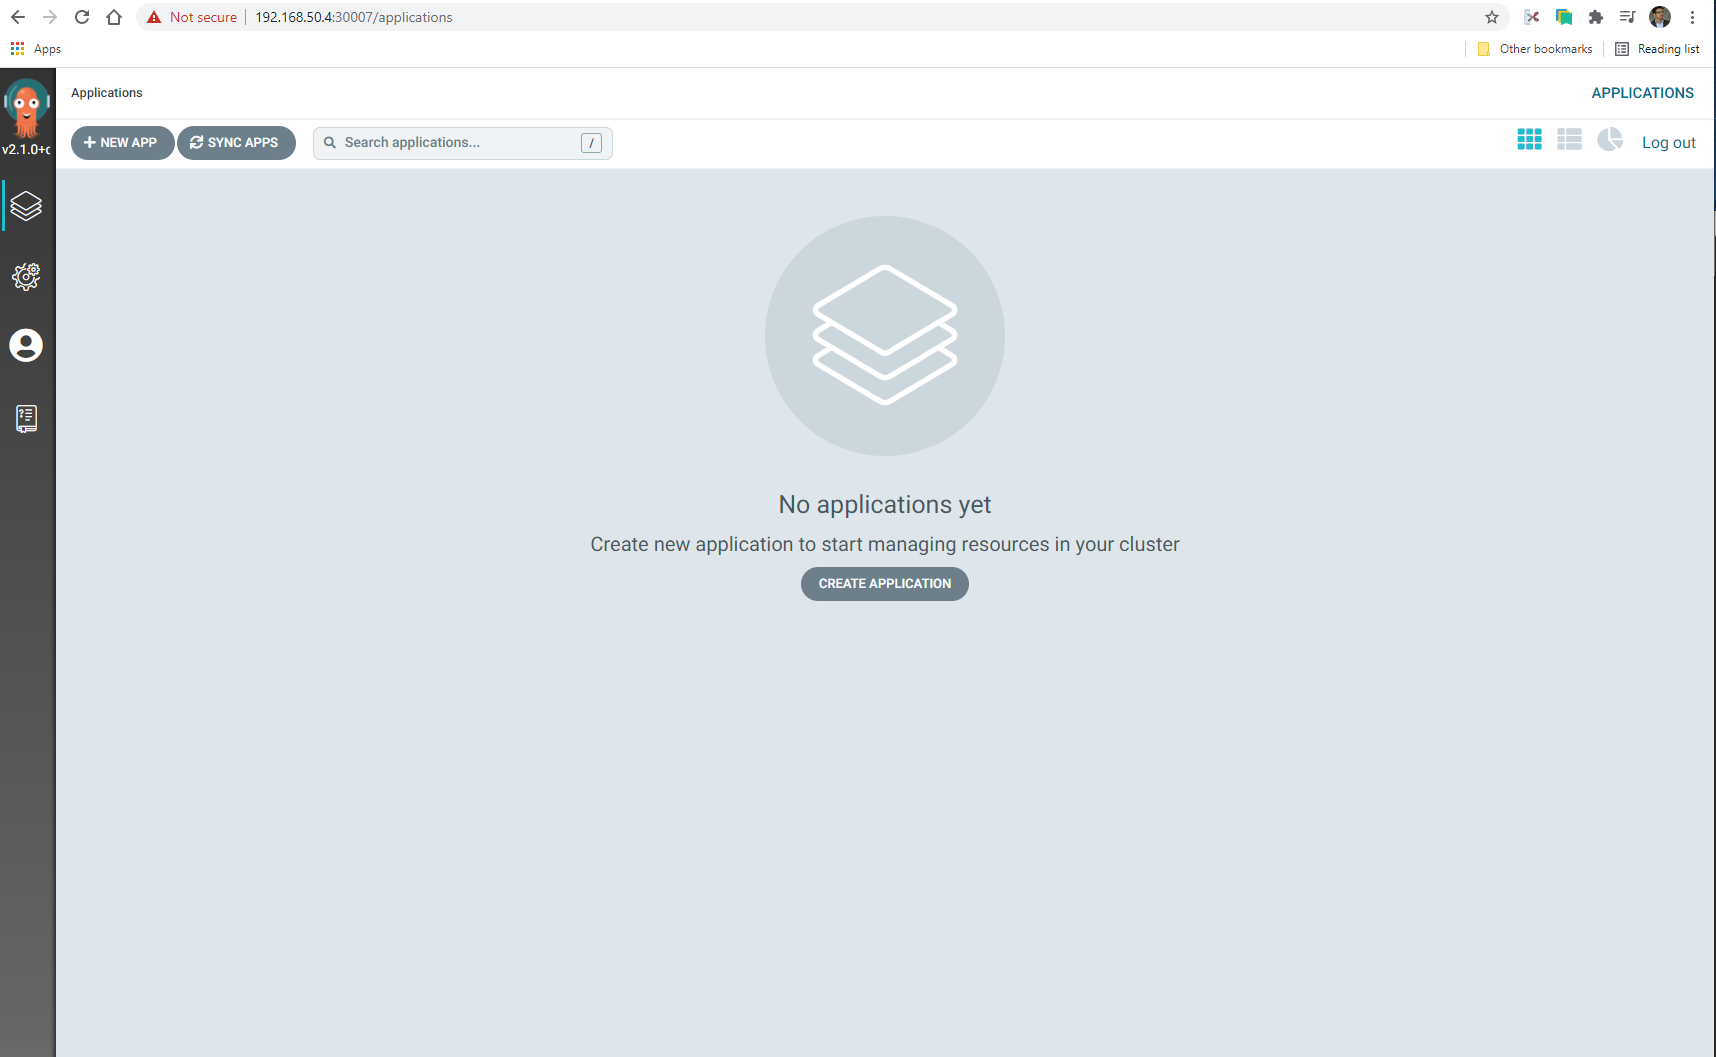 Not secure 192.168.50.4:30007/applications
Apps
Other bookmarks
Reading list
v2.1.0+c
Applications
APPLICATIONS
NEW APP
SYNC APPS
Search applications...
/
Log out
No applications yet
Create new application to start managing resources in your cluster
CREATE APPLICATION